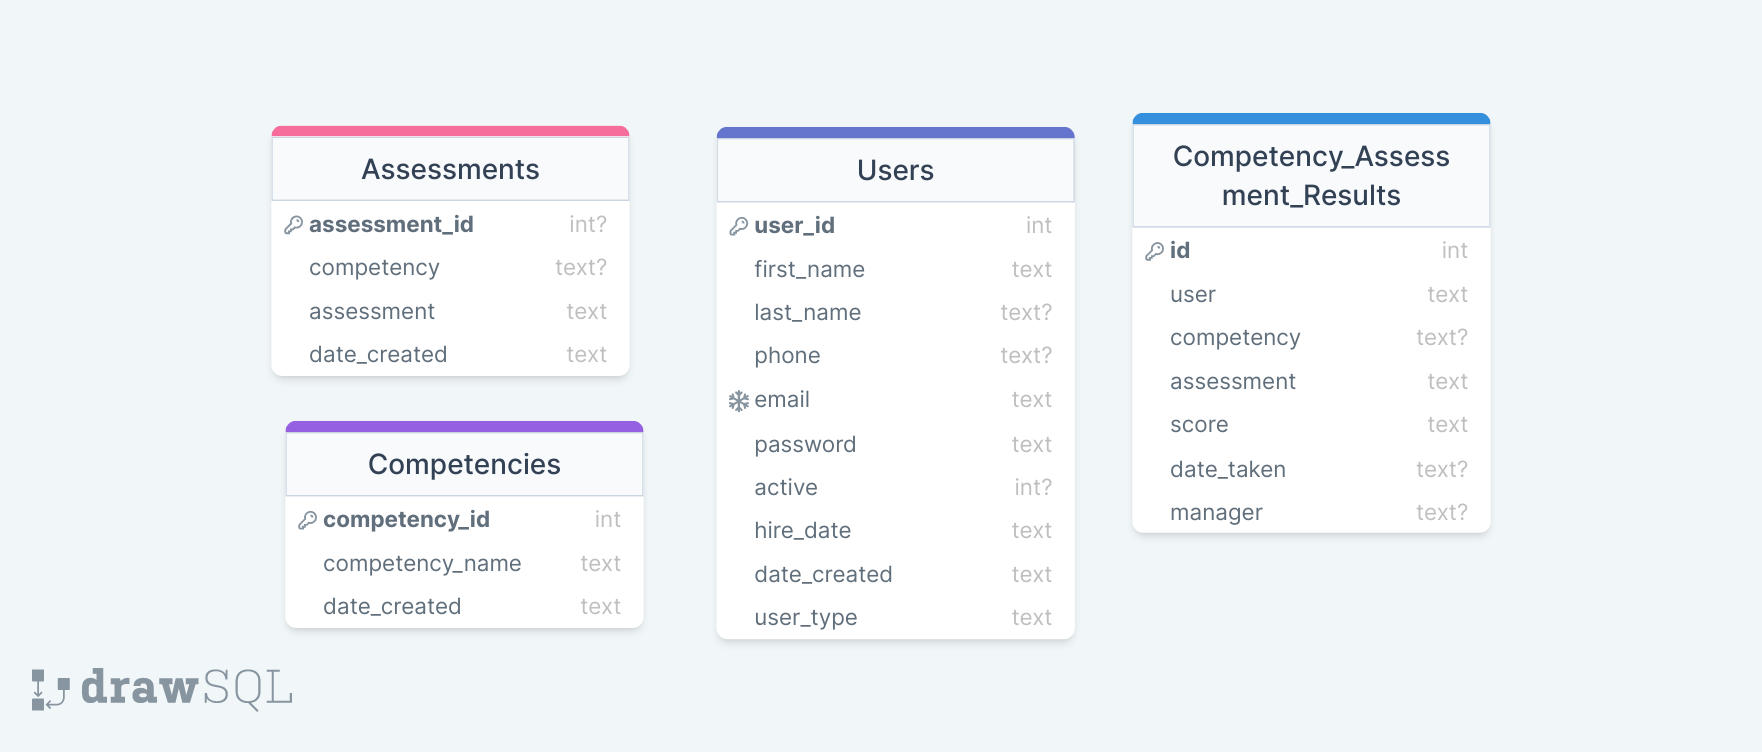 Assessments
assessment_id int?
competency text?
assessment text
date_created text
Competencies
competency_id int
competency_name text
date_created text
Users
user_id int
first_name text
last_name text?
phone text?
email text
password text
active int?
hire_date text
date_created text
user_type text
Competency_Assess
ment_Results
id int
user text
competency text?
assessment text
score text
date_taken text?
manager text?
drawSQL